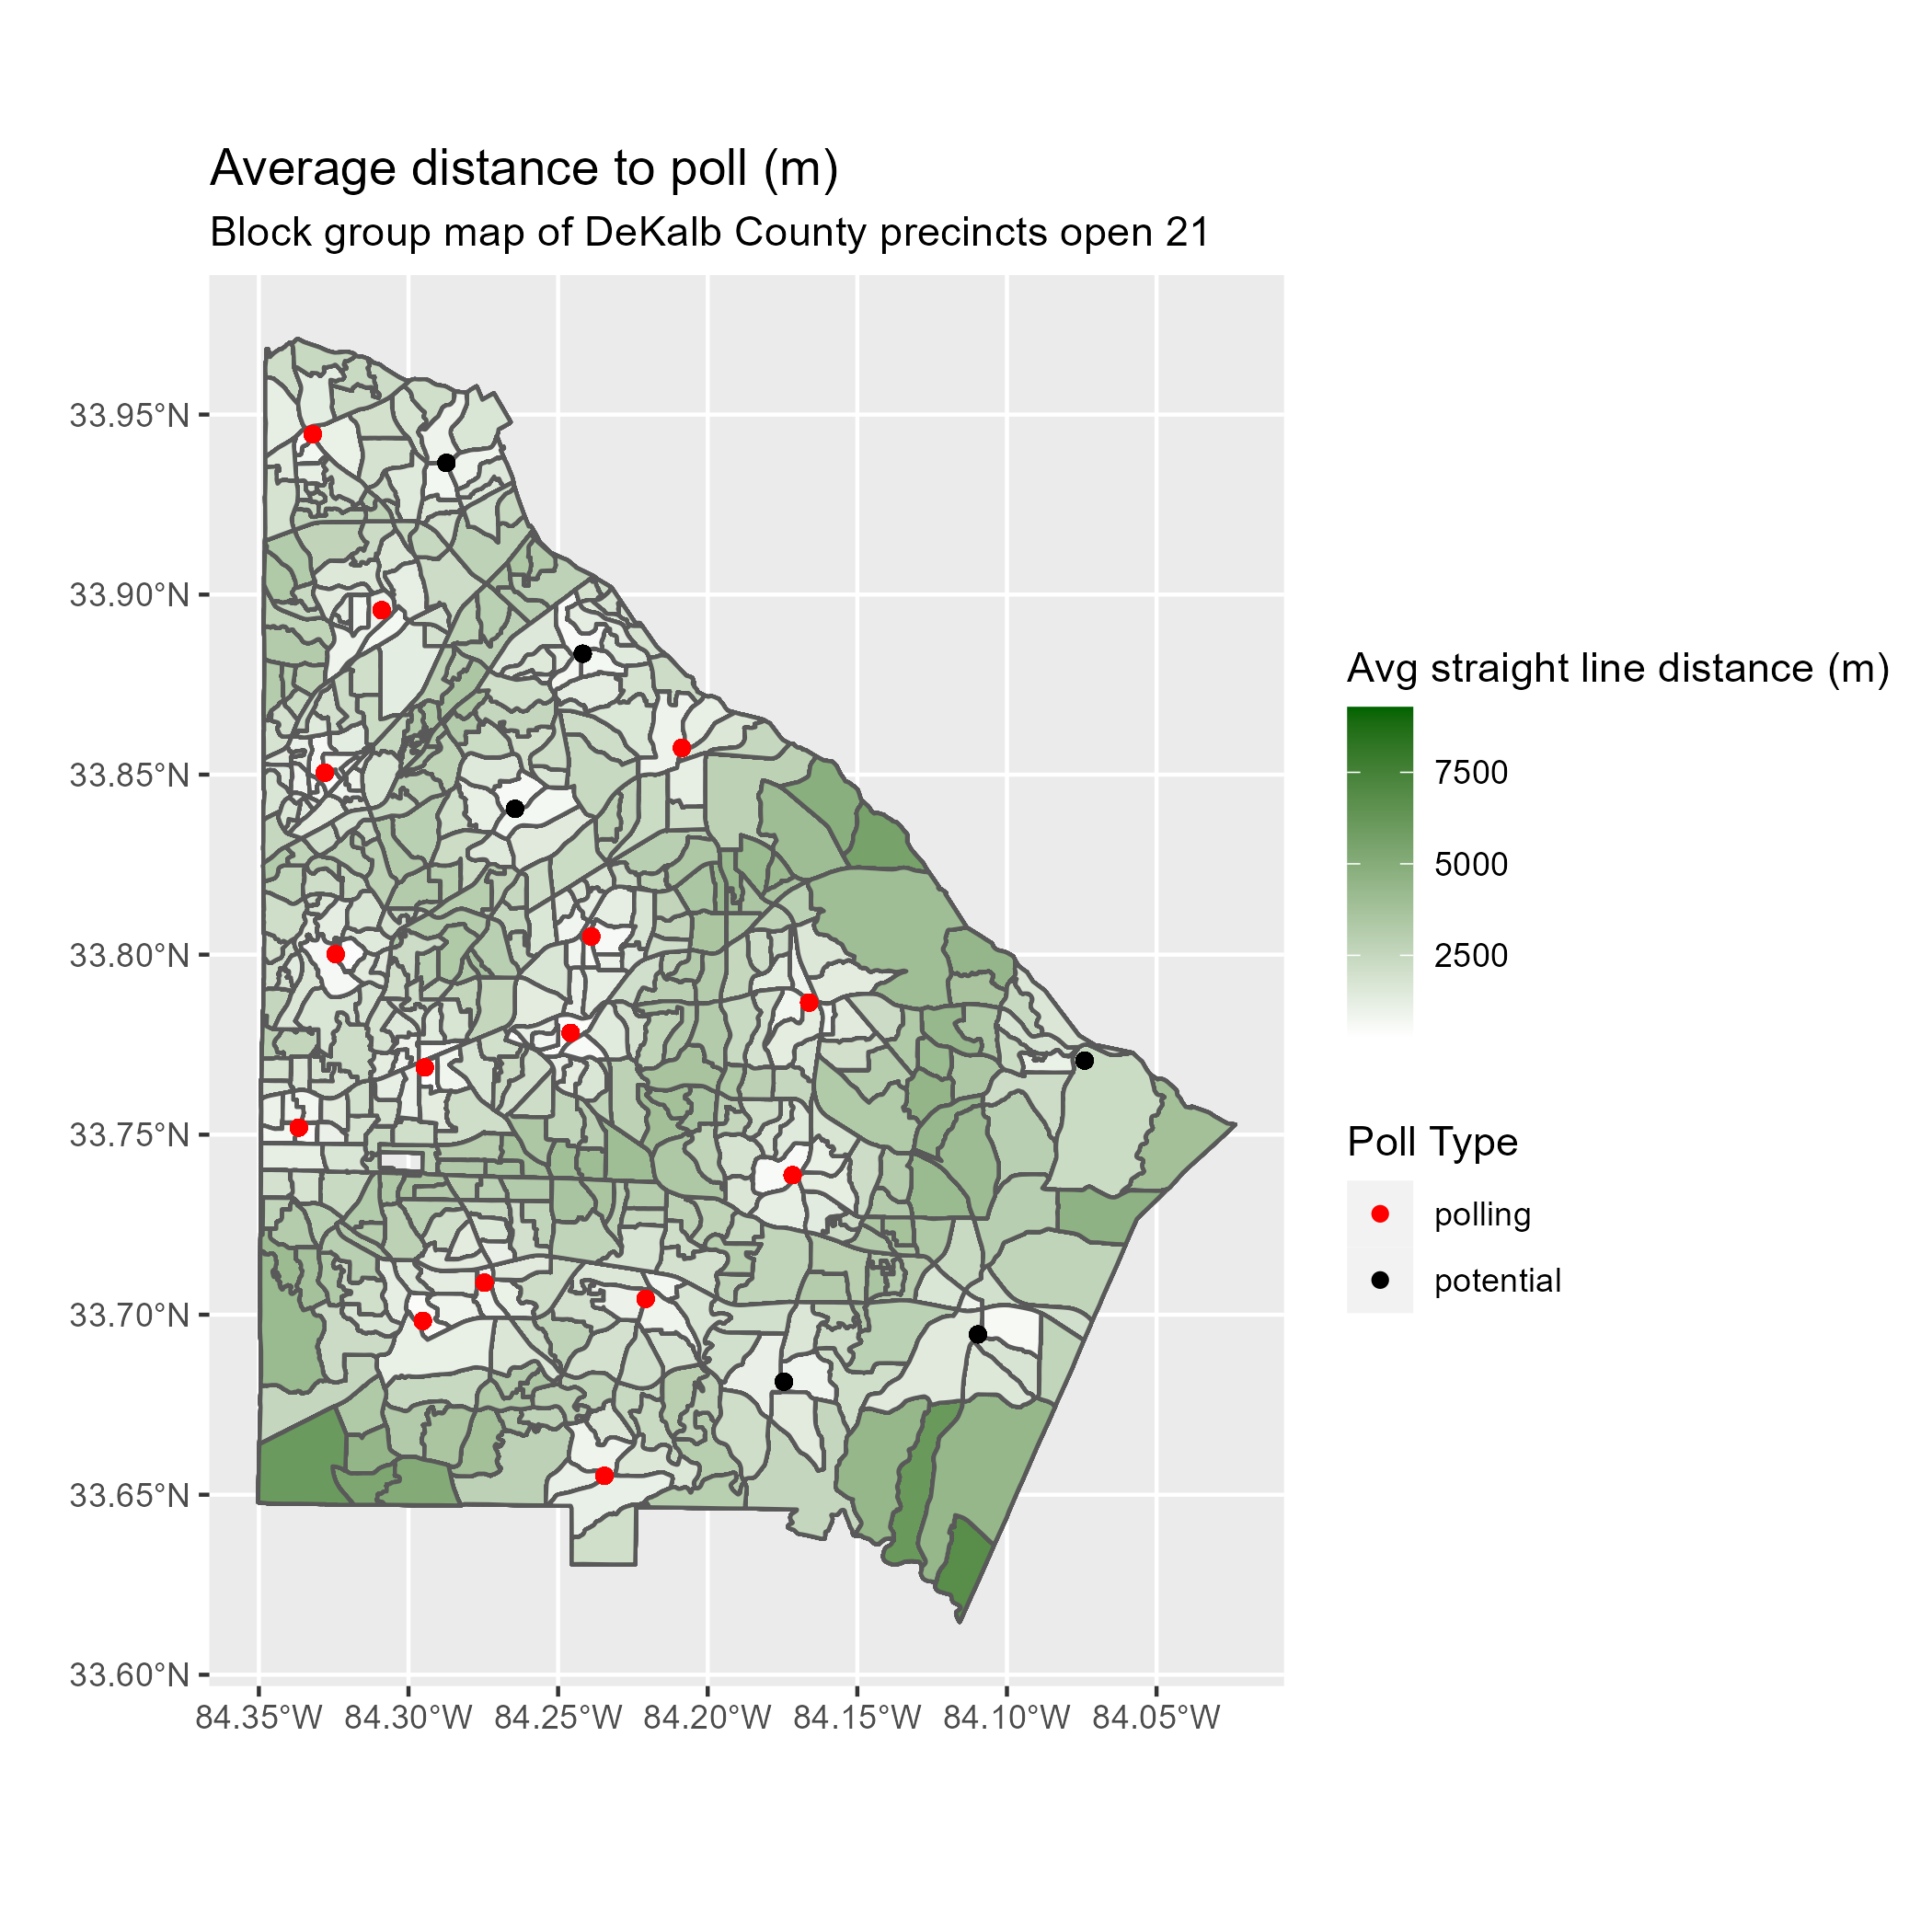 Average distance to poll (m)
Block group map of DeKalb County precincts open 21
33.95°N
33.90°N
33.85°N
33.80°N
33.75°N
33.70°N
33.65°N
33.60°N
84.35°W 84.30°W 84.25°W 84.20°W 84.15°W 84.10°W 84.05°W
Avg straight line distance (m)
7500
5000
2500
Poll Type
polling
potential